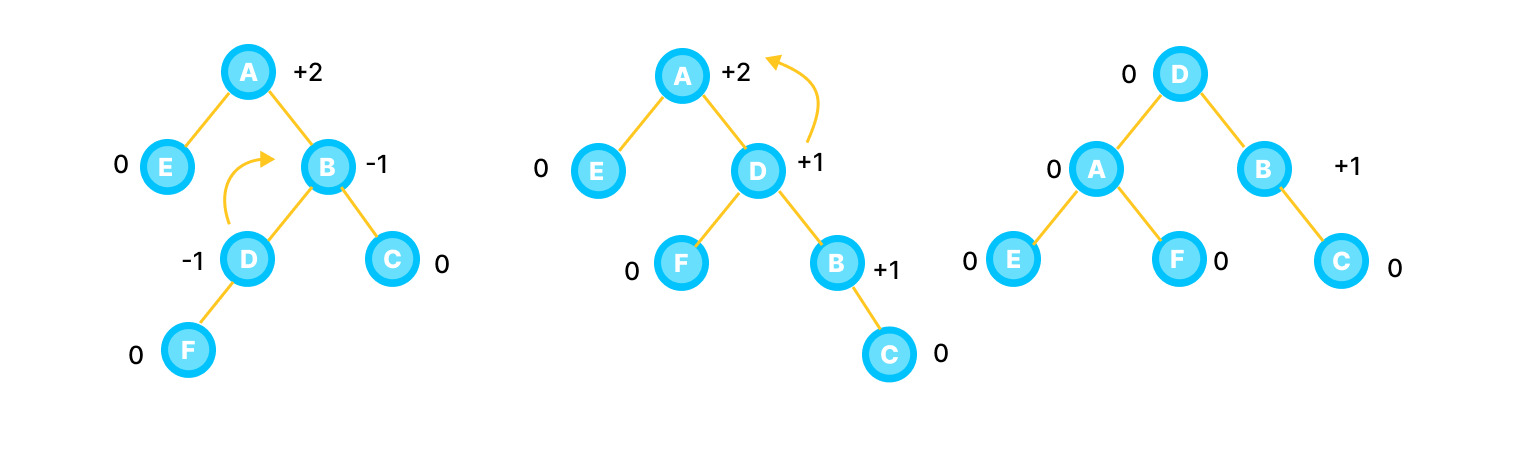 A +2
0 E B -1
-1 D C 0
0 F
A +2
0 E D +1
0 F B +1
C 0
0 D
0 A B +1
0 E F 0 C 0